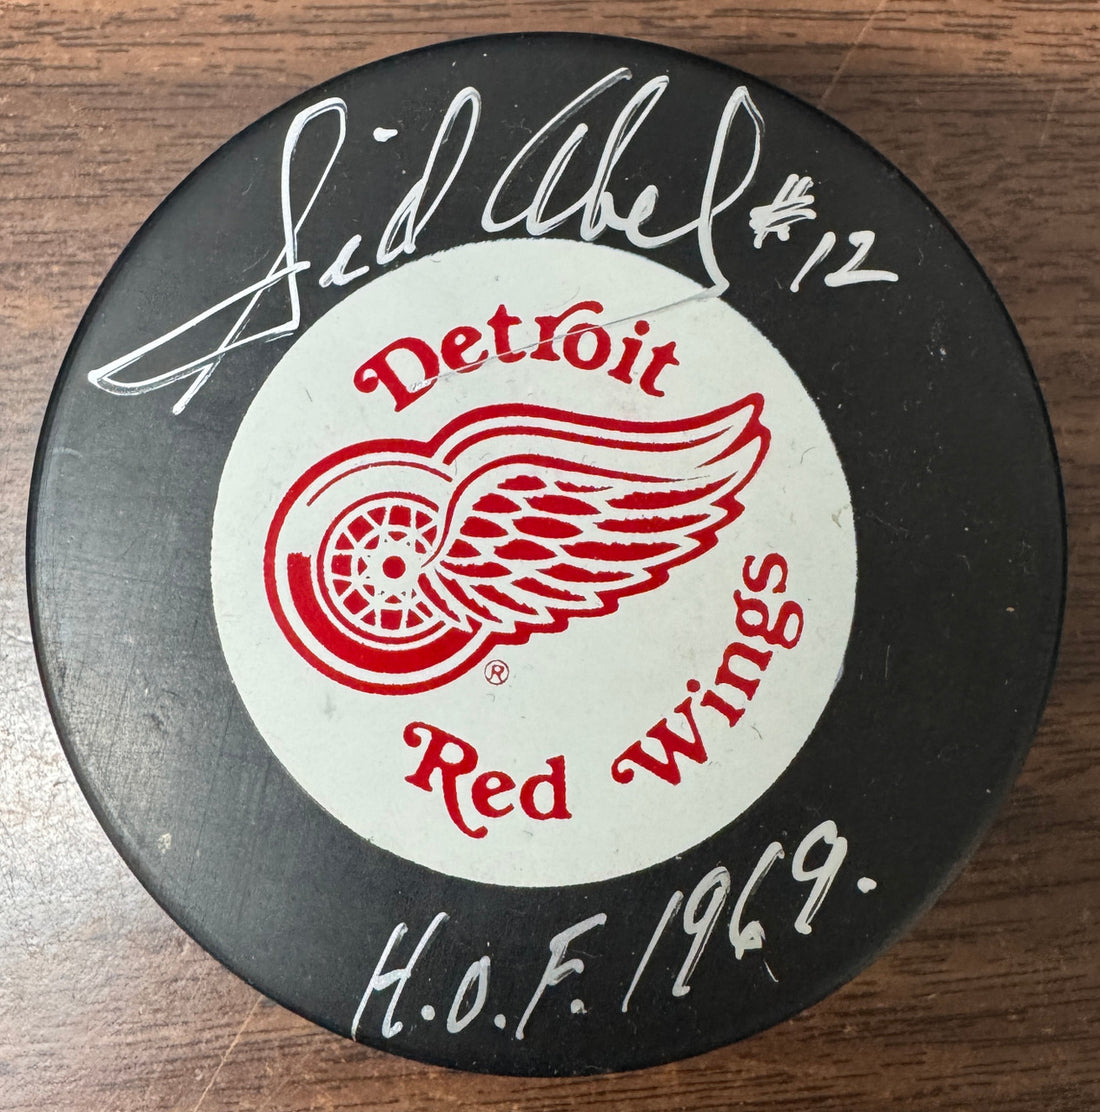 Sid Abel #12
Detroit
®
Red Wings
H.O.F. 1969.